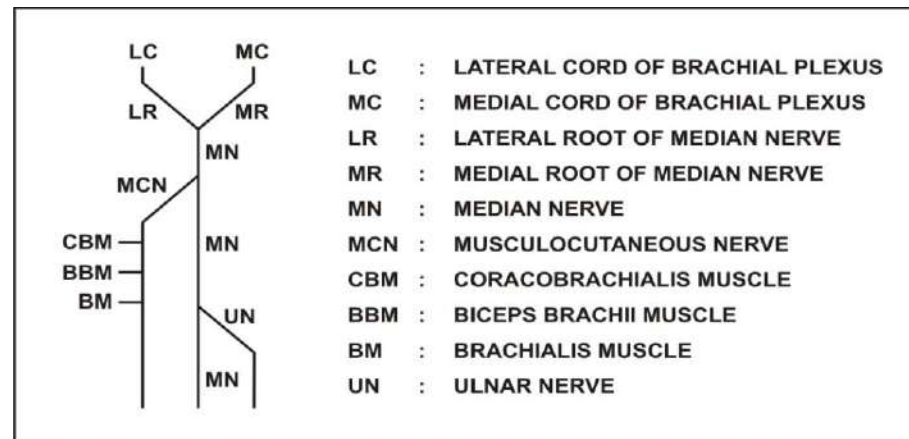 LC MC
LR MR
MN
MCN
CBM MN
BBM
BM
UN
MN
LC : LATERAL CORD OF BRACHIAL PLEXUS
MC : MEDIAL CORD OF BRACHIAL PLEXUS
LR : LATERAL ROOT OF MEDIAN NERVE
MR : MEDIAL ROOT OF MEDIAN NERVE
MN : MEDIAN NERVE
MCN : MUSCULOCUTANEOUS NERVE
CBM : CORACOBRACHIALIS MUSCLE
BBM : BICEPS BRACHII MUSCLE
BM : BRACHIALIS MUSCLE
UN : ULNAR NERVE